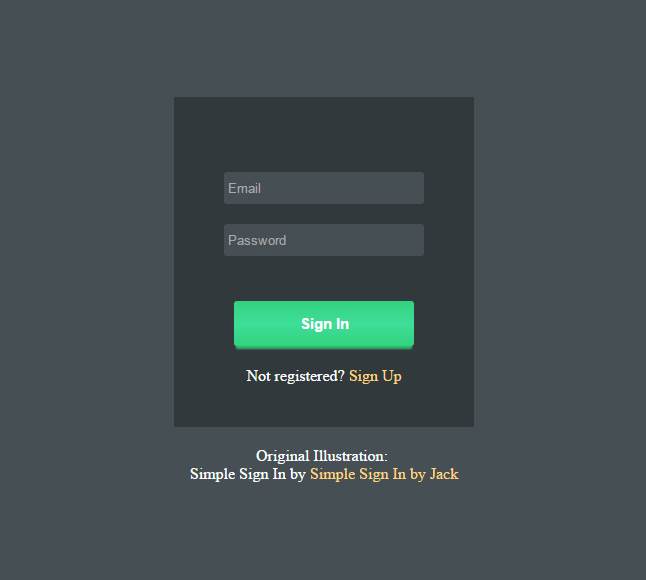 Email
Password
Sign In
Not registered? Sign Up
Original Illustration:
Simple Sign In by Simple Sign In by Jack